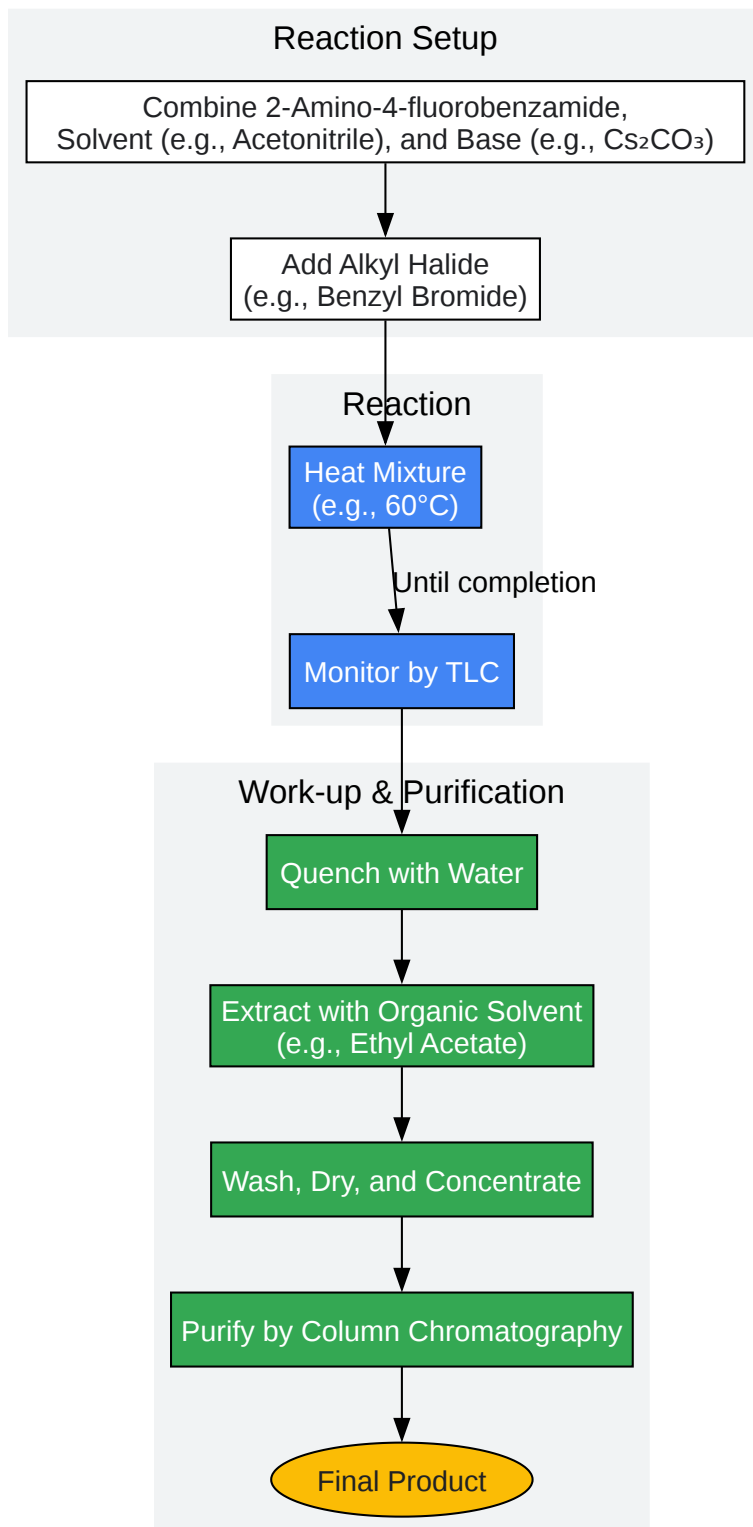 Reaction Setup
Combine 2-Amino-4-fluorobenzamide,
Solvent (e.g., Acetonitrile), and Base (e.g., Cs₂CO₃)
Add Alkyl Halide
(e.g., Benzyl Bromide)
Reaction
Heat Mixture
(e.g., 60°C)
Until completion
Monitor by TLC
Work-up & Purification
Quench with Water
Extract with Organic Solvent
(e.g., Ethyl Acetate)
Wash, Dry, and Concentrate
Purify by Column Chromatography
Final Product